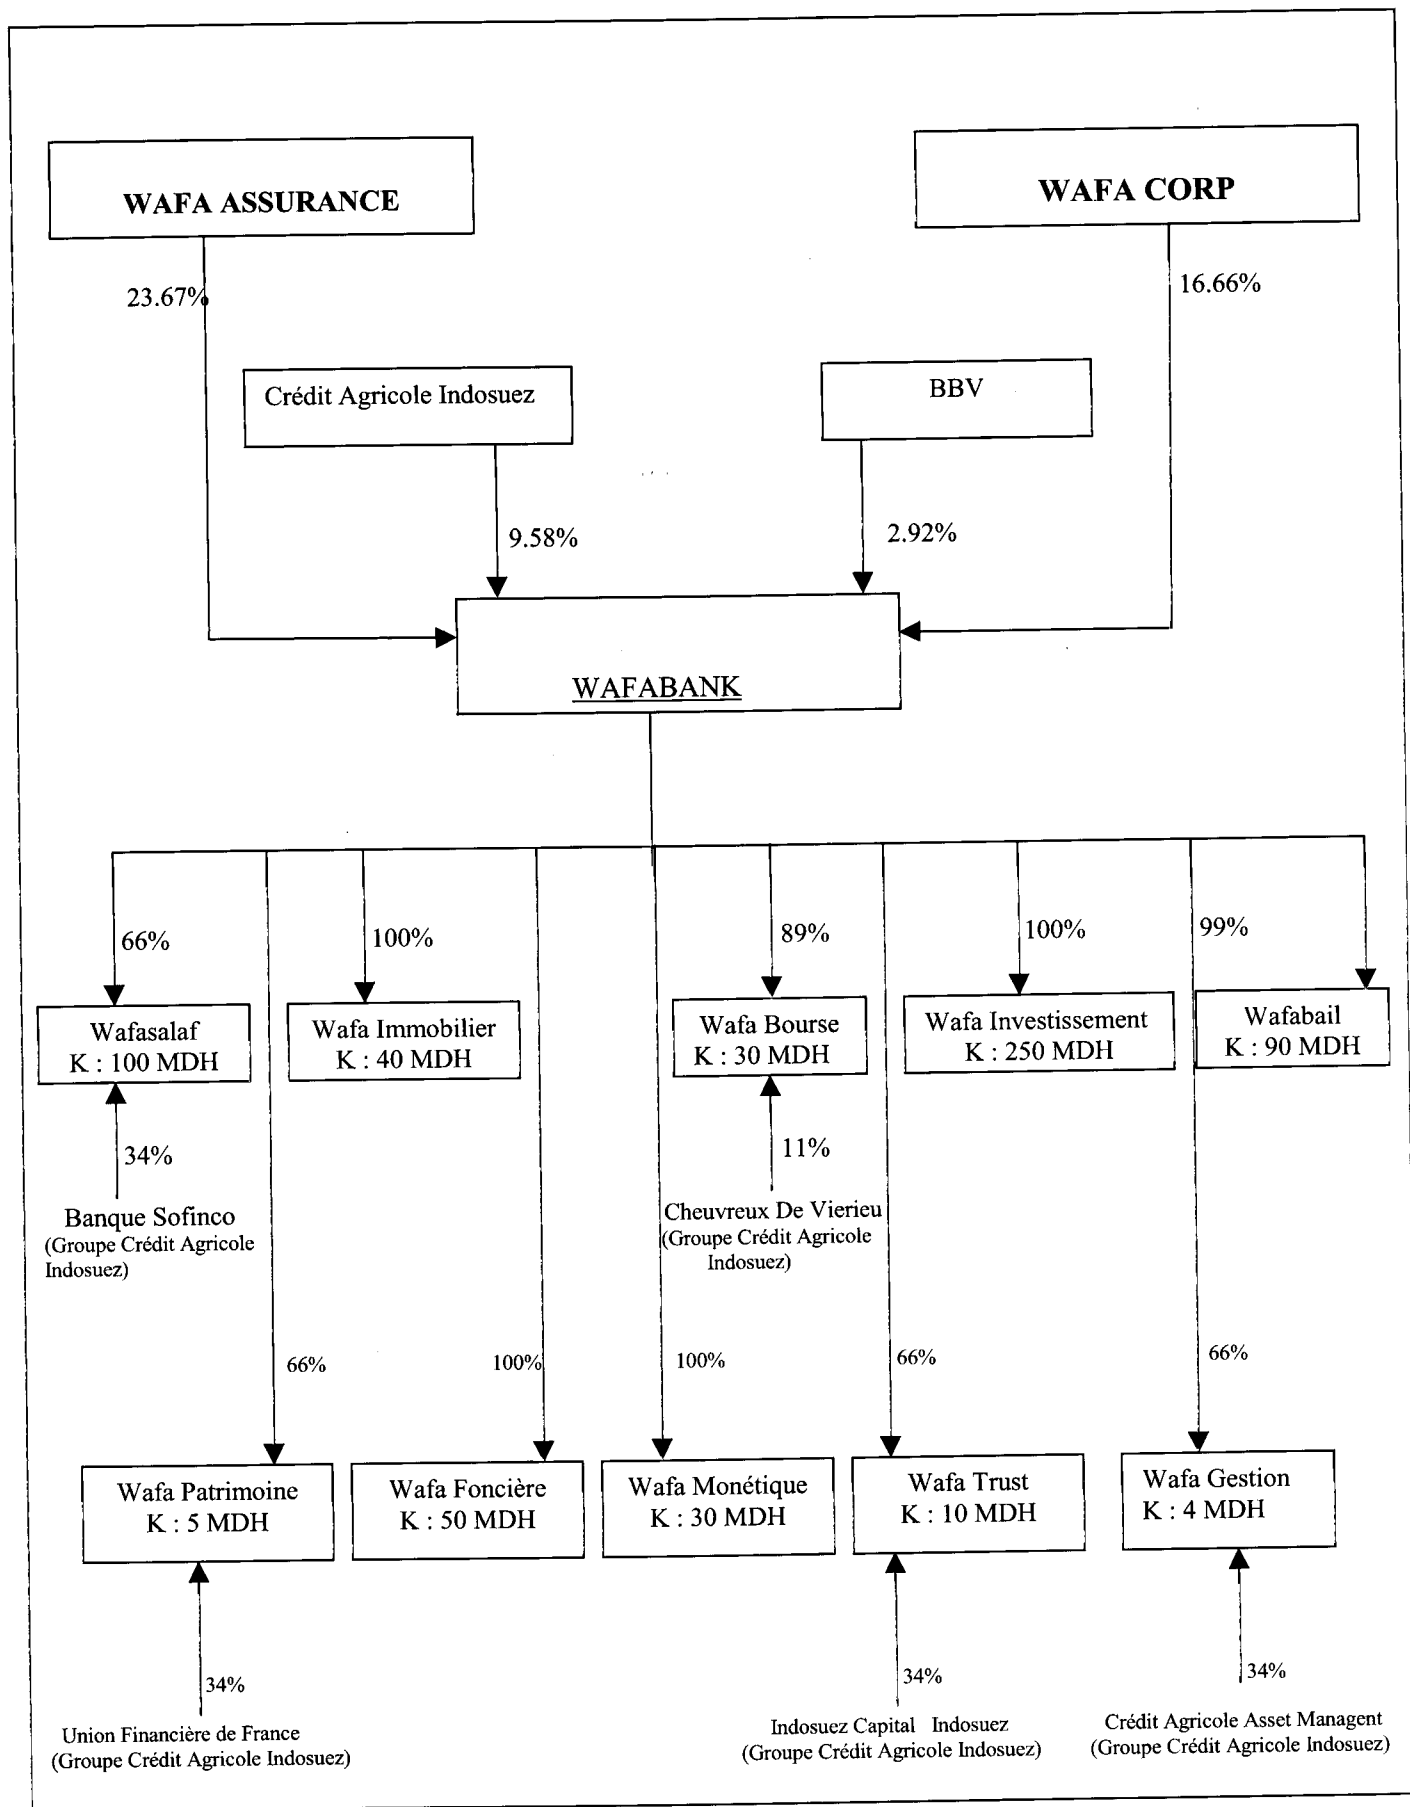 WAFA ASSURANCE
WAFA CORP
23.67%
16.66%
Crédit Agricole Indosuez
BBV
9.58%
2.92%
WAFABANK
66%
100%
89%
100%
99%
Wafasalaf
K : 100 MDH
Wafa Immobilier
K : 40 MDH
Wafa Bourse
K : 30 MDH
Wafa Investissement
K : 250 MDH
Wafabail
K : 90 MDH
34%
11%
Banque Sofinco
(Groupe Crédit Agricole
Indosuez)
Cheuvreux De Vierieu
(Groupe Crédit Agricole
Indosuez)
66%
100%
100%
66%
66%
Wafa Patrimoine
K : 5 MDH
Wafa Foncière
K : 50 MDH
Wafa Monétique
K : 30 MDH
Wafa Trust
K : 10 MDH
Wafa Gestion
K : 4 MDH
34%
34%
34%
Union Financière de France
(Groupe Crédit Agricole Indosuez)
Indosuez Capital Indosuez
(Groupe Crédit Agricole Indosuez)
Crédit Agricole Asset Managent
(Groupe Crédit Agricole Indosuez)